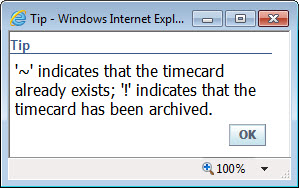 Tip - Windows Internet Expl...
Tip
'~' indicates that the timecard
already exists; '!' indicates that the
timecard has been archived.
OK
100%